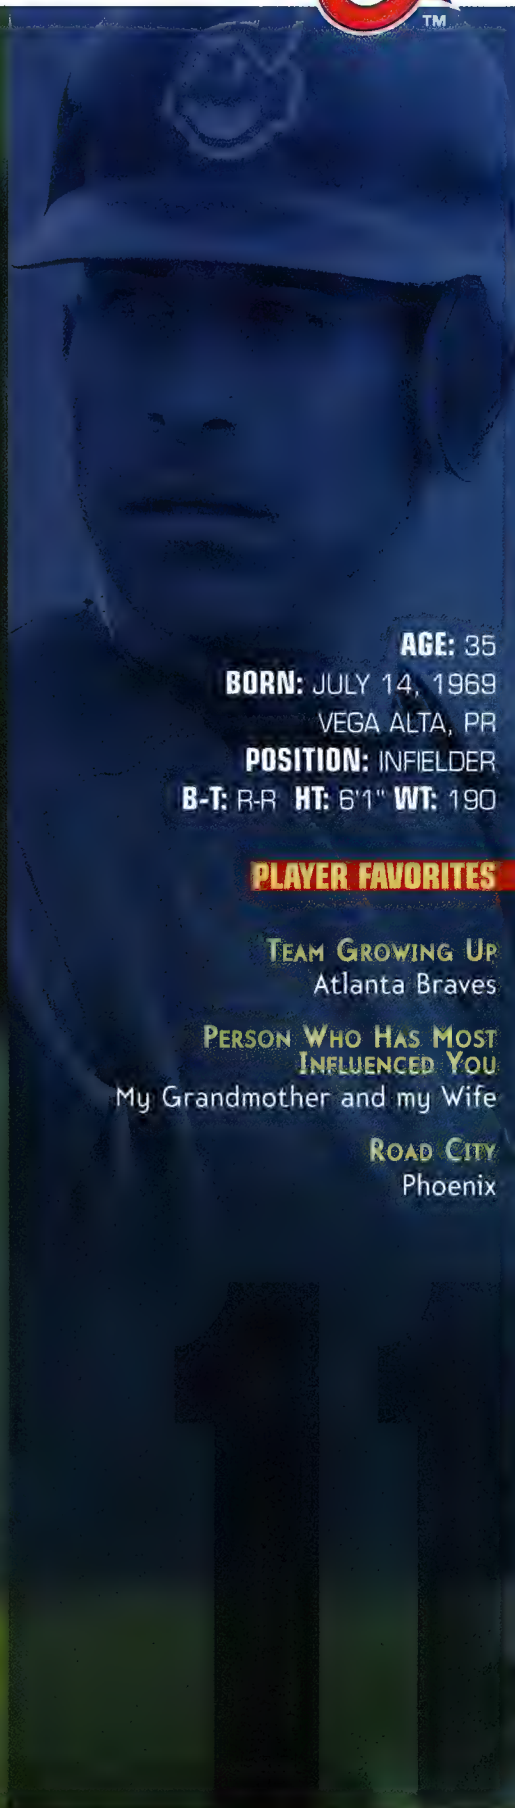 TM
AGE: 35
BORN: JULY 14, 1969
VEGA ALTA, PR
POSITION: INFIELDER
B-T: R-R HT: 6'1" WT: 190
PLAYER FAVORITES
TEAM GROWING UP
Atlanta Braves
PERSON WHO HAS MOST
INFLUENCED YOU
My Grandmother and my Wife
ROAD CITY
Phoenix
11